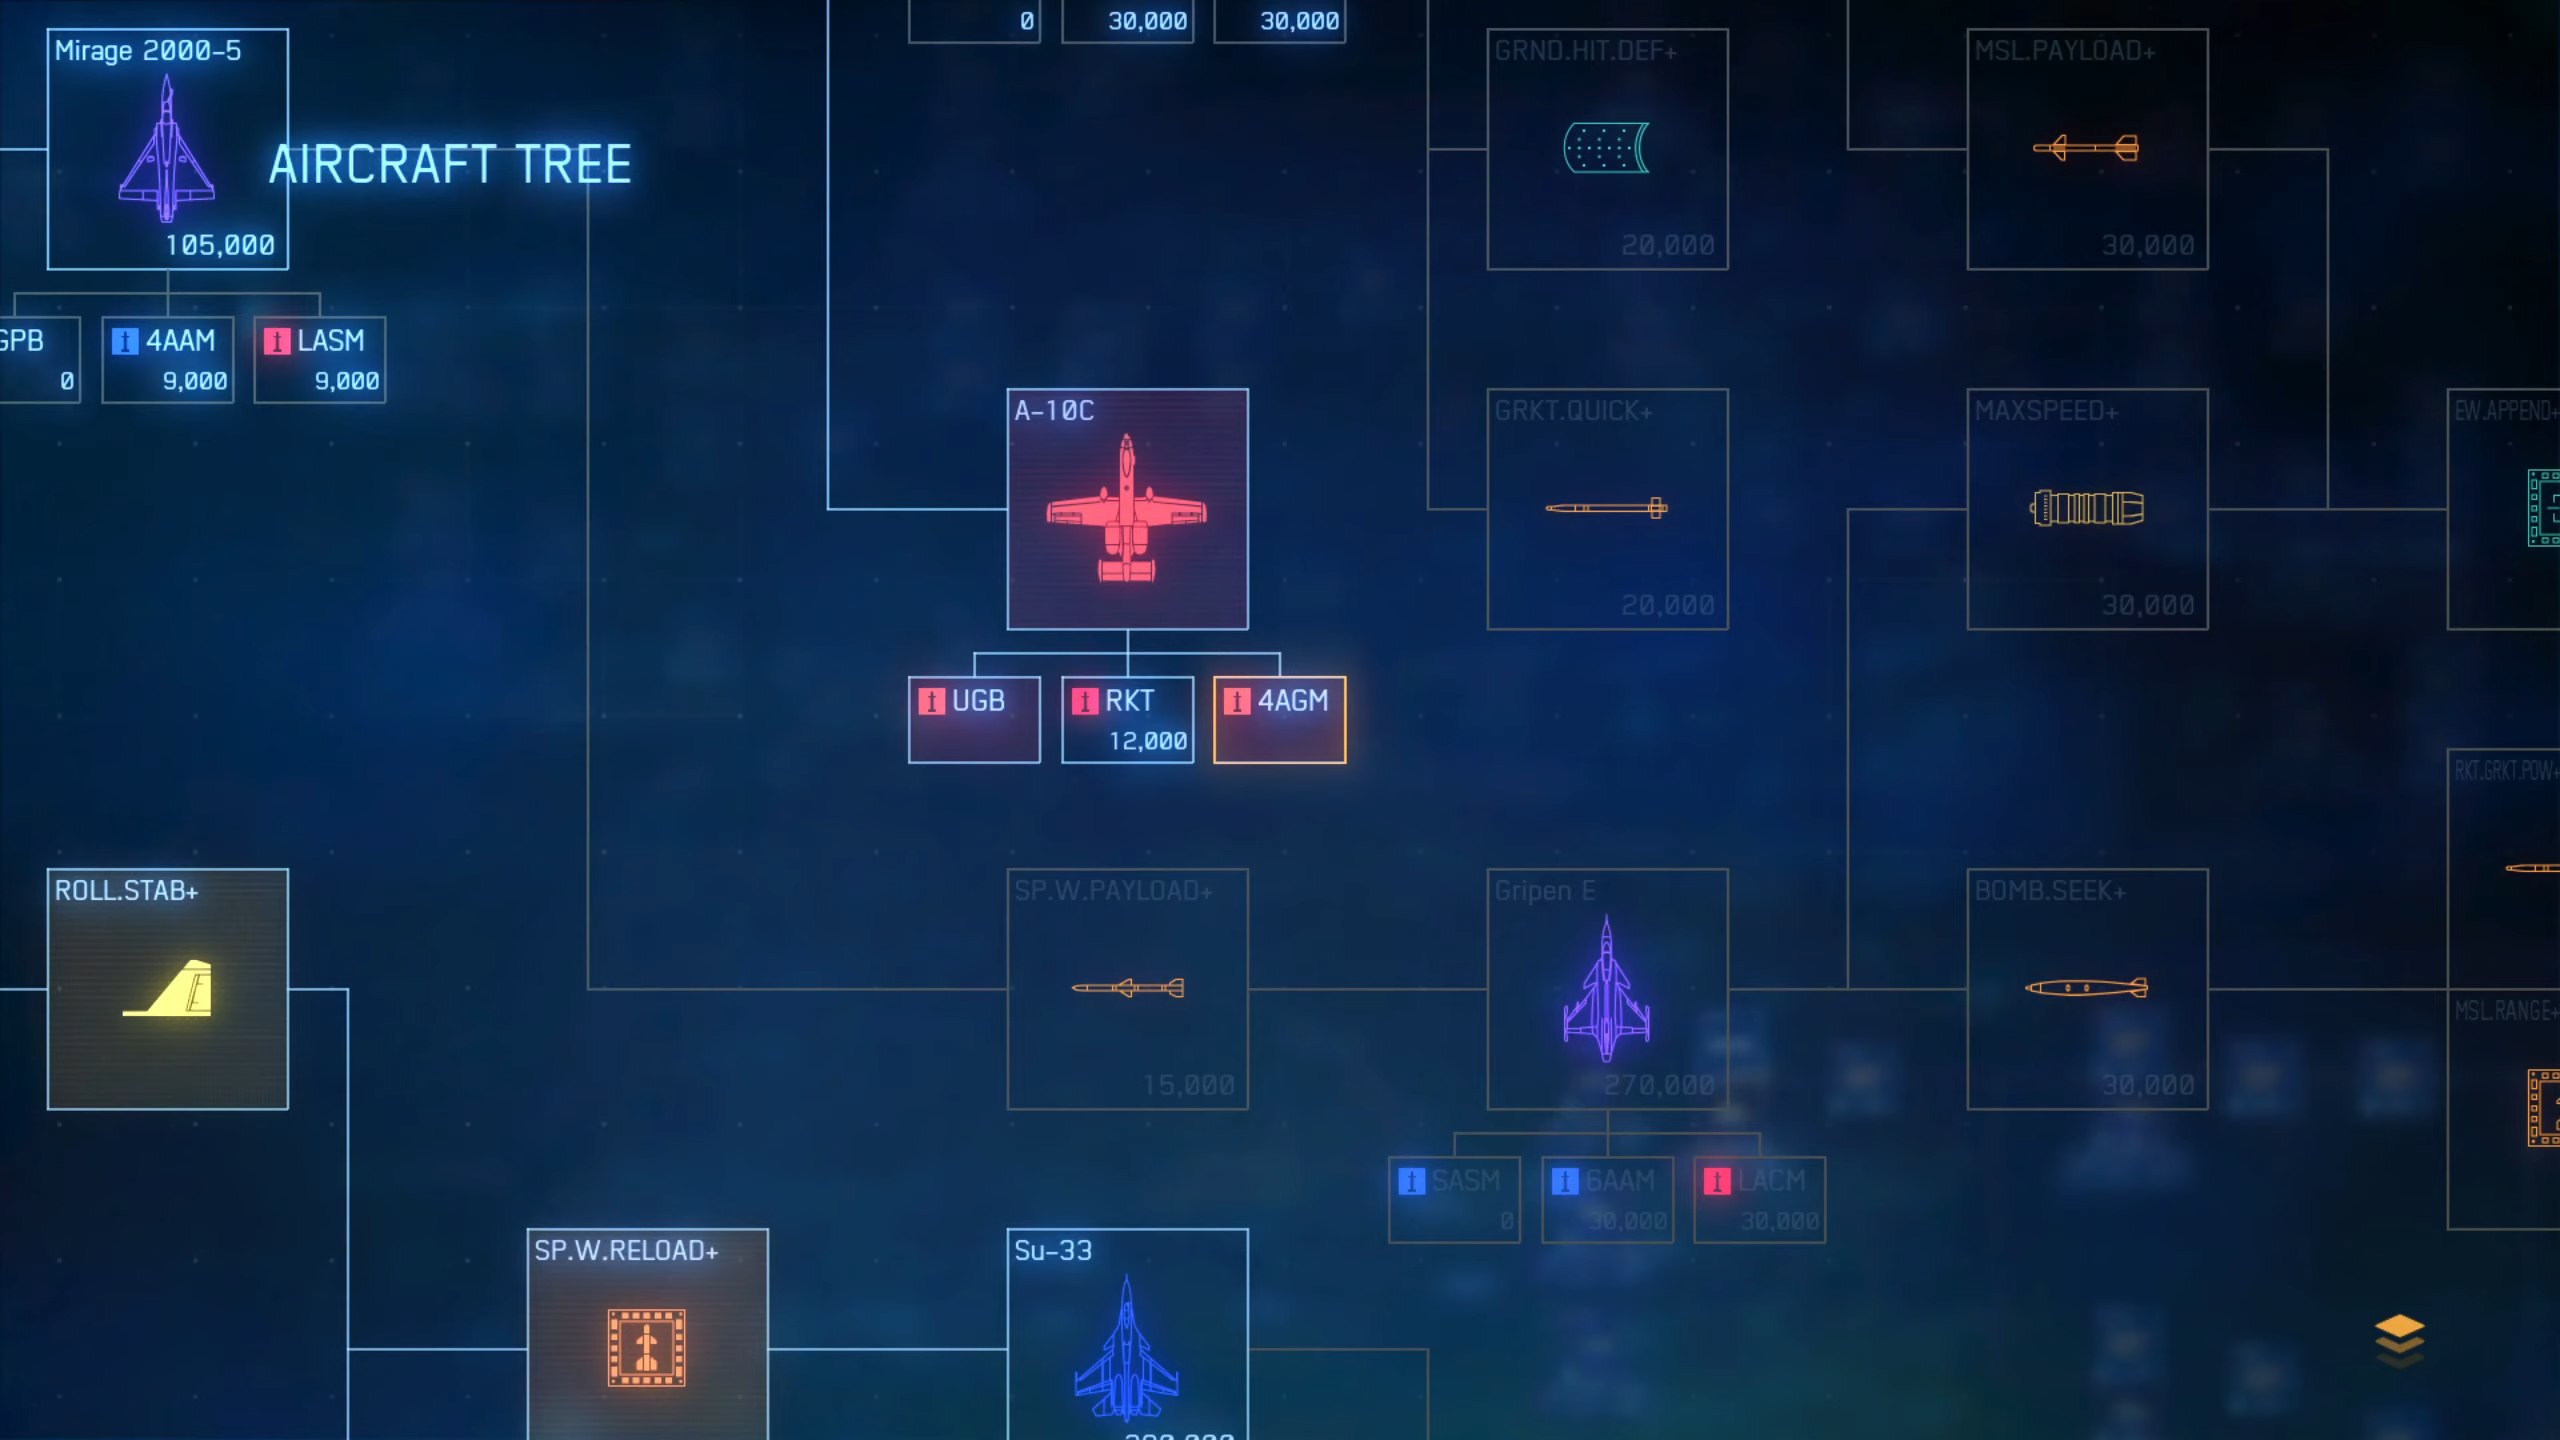 0
30,000
30,000
Mirage 2000-5
105,000
AIRCRAFT TREE
GRND.HIT.DEF+
20,000
MSL.PAYLOAD+
30,000
GPB
0
4AAM
9,000
LASM
9,000
A-10C
GRKT.QUICK+
20,000
MAXSPEED+
30,000
EW.APPEND+
UGB
RKT
12,000
4AGM
RKT.GRKT.POW+
ROLL.STAB+
SP.W.PAYLOAD+
15,000
Gripen E
270,000
BOMB.SEEK+
30,000
MSL.RANGE+
SASM
0
6AAM
30,000
LACM
30,000
SP.W.RELOAD+
Su-33